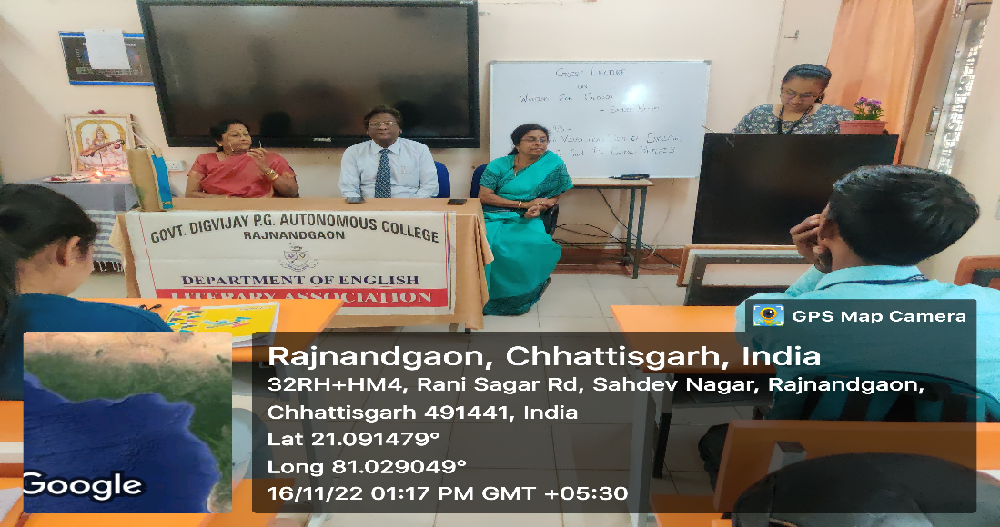 GUEST LECTURE
ON
WRITING FOR
GOVT. DIGVIJAY P.G. AUTONOMOUS COLLEGE
RAJNANDGAON
DEPARTMENT OF ENGLISH
LITERARY ASSOCIATION
GPS Map Camera
Rajnandgaon, Chhattisgarh, India
32RH+HM4, Rani Sagar Rd, Sahdev Nagar, Rajnandgaon,
Chhattisgarh 491441, India
Lat 21.091479°
Long 81.029049°
16/11/22 01:17 PM GMT +05:30
Google